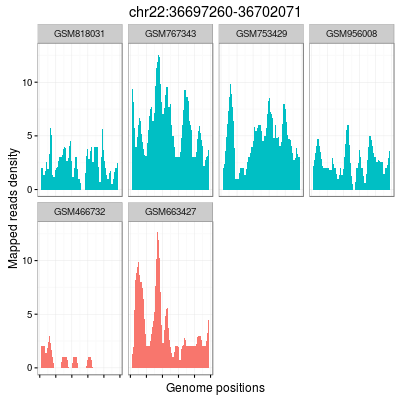 chr22:36697260-36702071
GSM818031 GSM767343 GSM753429 GSM956008
10
5
0
GSM466732 GSM663427
10
5
0
Mapped reads density
Genome positions